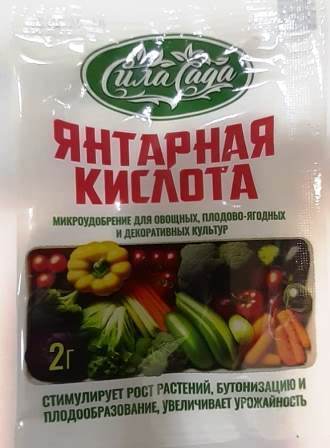 Сила Сада
ЯНТАРНАЯ
КИСЛОТА
МИКРОУДОБРЕНИЕ ДЛЯ ОВОЩНЫХ, ПЛОДОВО-ЯГОДНЫХ
И ДЕКОРАТИВНЫХ КУЛЬТУР
2г
СТИМУЛИРУЕТ РОСТ РАСТЕНИЙ, БУТОНИЗАЦИЮ И
ПЛОДООБРАЗОВАНИЕ, УВЕЛИЧИВАЕТ УРОЖАЙНОСТЬ